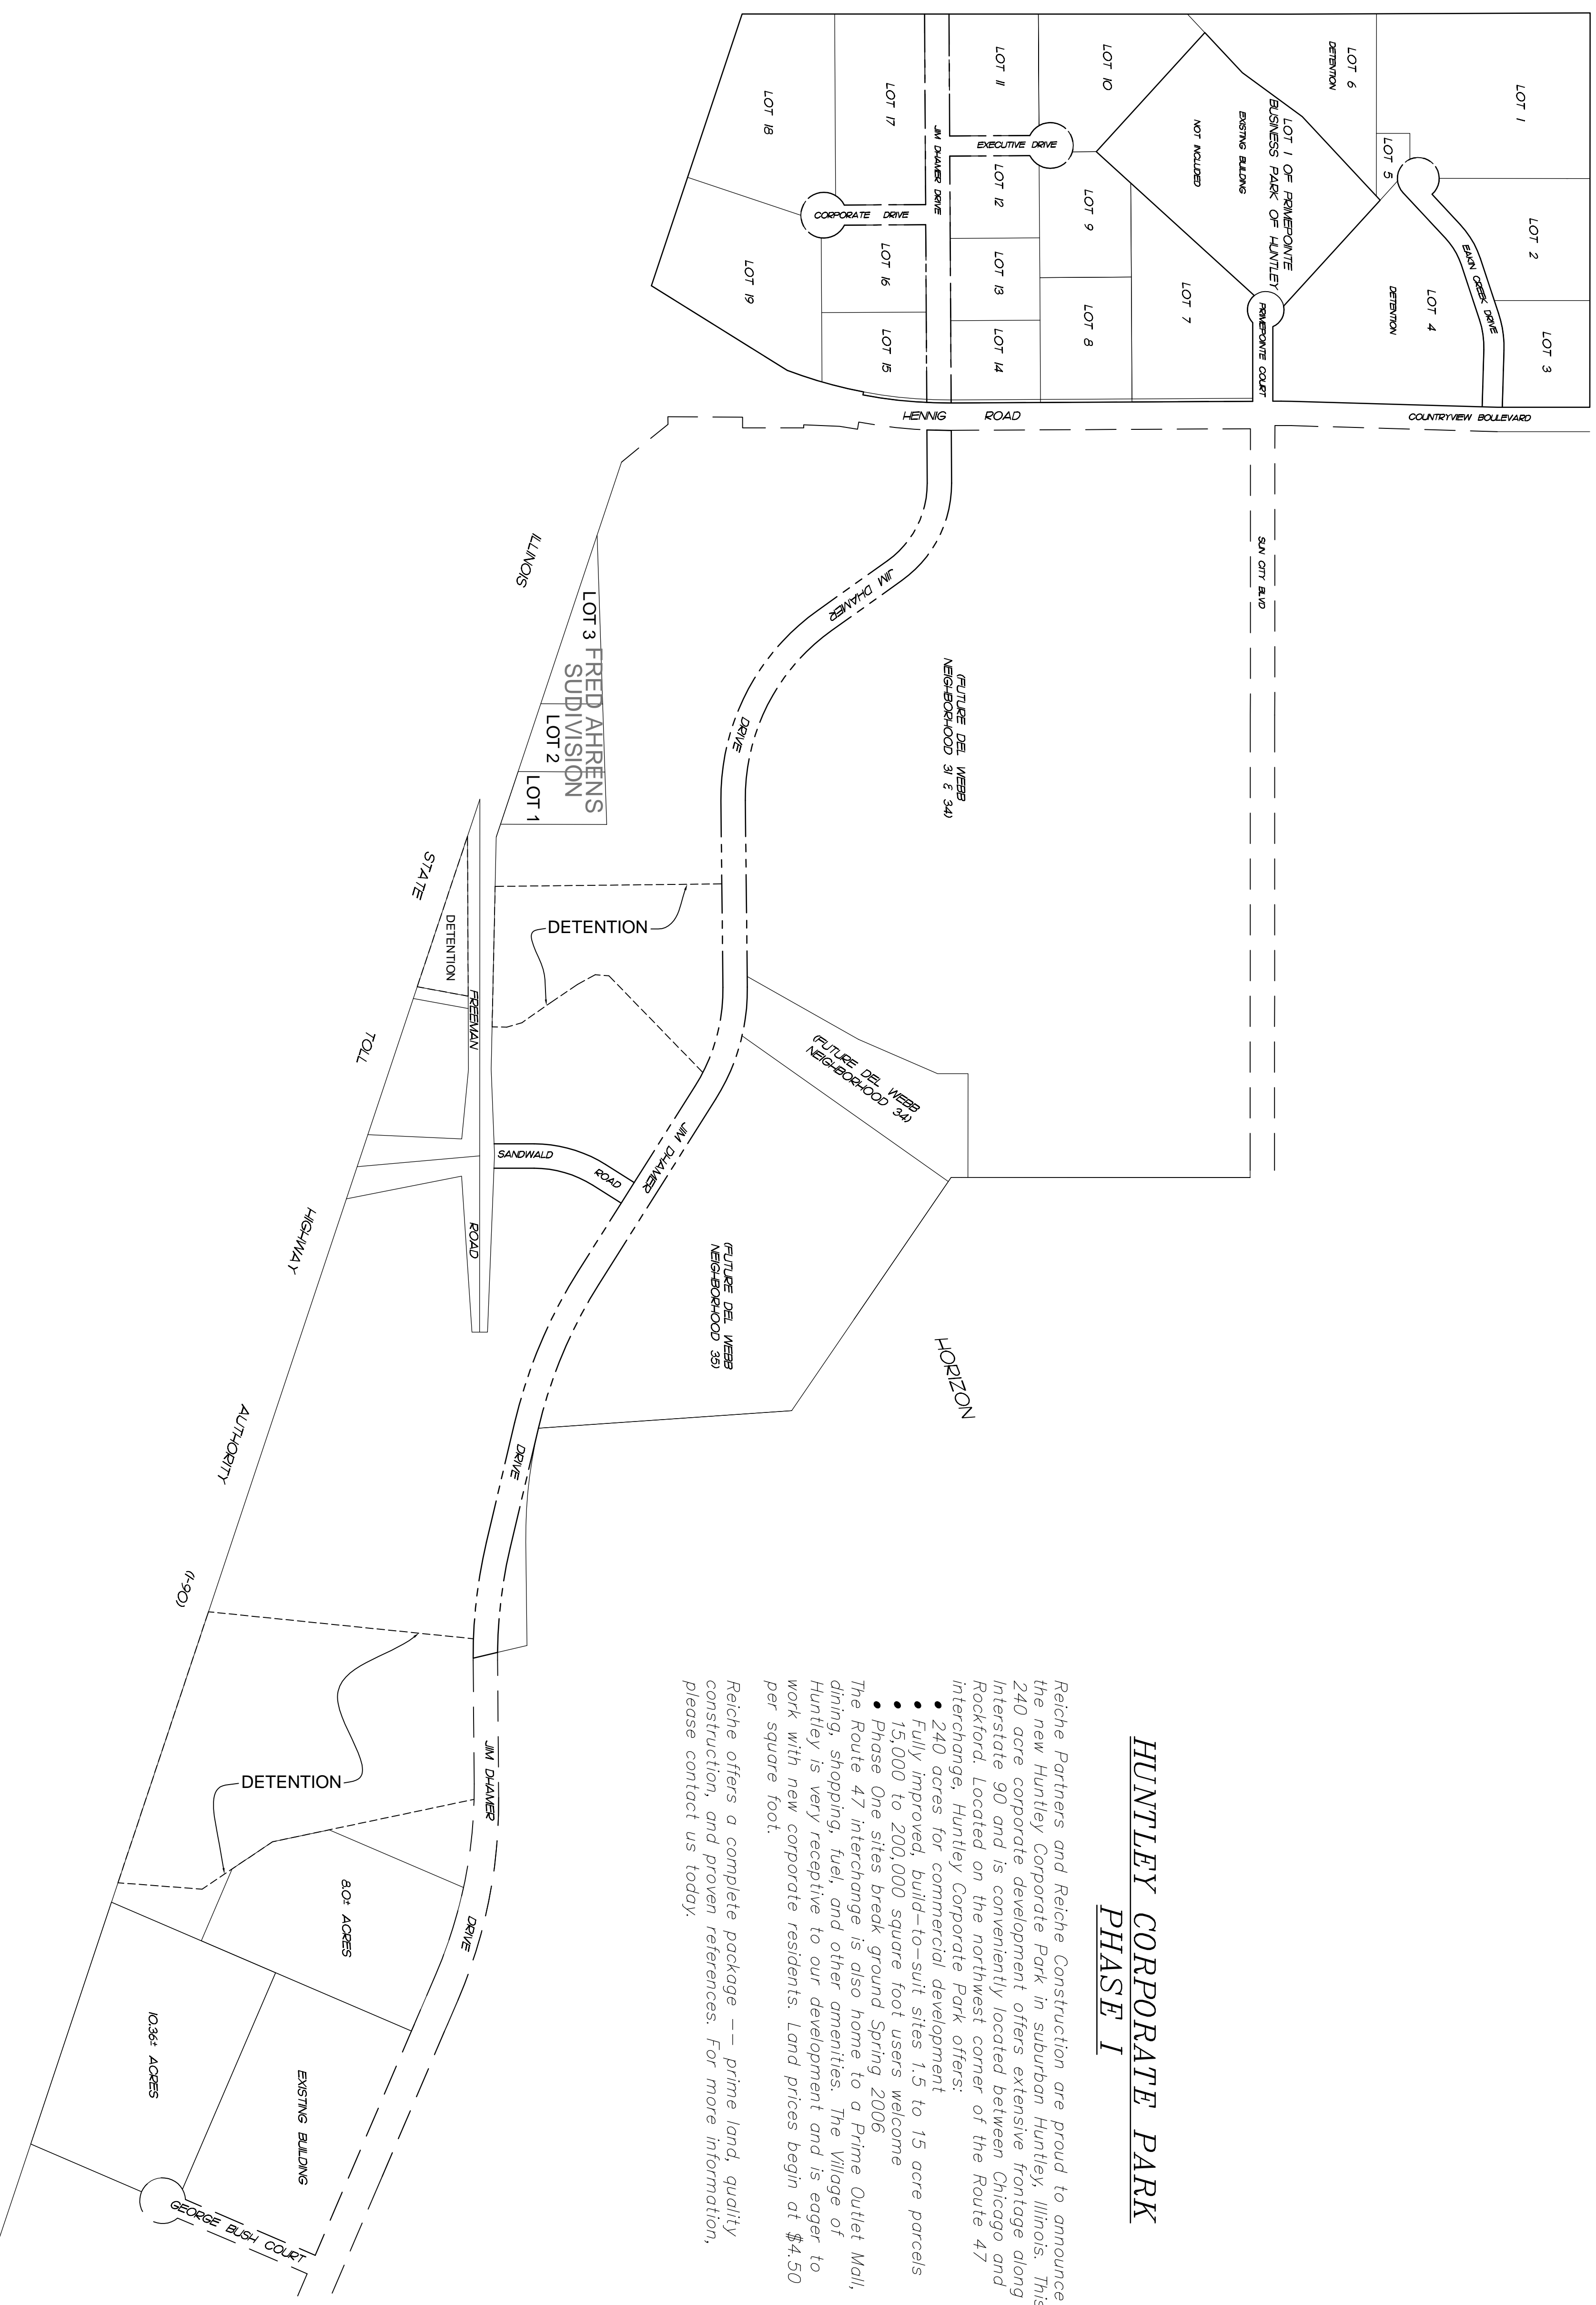 HUNTLEY CORPORATE PARK
PHASE I
Reiche Partners and Reiche Construction are proud to announce
the new Huntley Corporate Park in suburban Huntley, Illinois. This
240 acre corporate development offers extensive frontage along
Interstate 90 and is conveniently located between Chicago and
Rockford. Located on the northwest corner of the Route 47
interchange, Huntley Corporate Park offers:
• 240 acres for commercial development
• Fully improved, build-to-suit sites 1.5 to 15 acre parcels
• 15,000 to 200,000 square foot users welcome
• Phase One sites break ground Spring 2006
The Route 47 interchange is also home to a Prime Outlet Mall,
dining, shopping, fuel, and other amenities. The Village of
Huntley is very receptive to our development and is eager to
work with new corporate residents. Land prices begin at $4.50
per square foot.
Reiche offers a complete package -- prime land, quality
construction, and proven references. For more information,
please contact us today.
LOT 1
LOT 2
LOT 3
EAKIN CREEK DRIVE
LOT 4
DETENTION
LOT 5
LOT 6
DETENTION
LOT 1 OF PRIMEPOINTE
BUSINESS PARK OF HUNTLEY
EXISTING BUILDING
NOT INCLUDED
PRIMEPOINTE COURT
COUNTRYVIEW BOULEVARD
LOT 7
LOT 8
LOT 9
LOT 10
LOT 11
EXECUTIVE DRIVE
LOT 12
LOT 13
LOT 14
JIM DHAMER DRIVE
LOT 15
LOT 16
LOT 17
CORPORATE DRIVE
LOT 18
LOT 19
HENNIG ROAD
SUN CITY BLVD
JIM DHAMER
DRIVE
(FUTURE DEL WEBB
NEIGHBORHOOD 31 & 34)
(FUTURE DEL WEBB
NEIGHBORHOOD 34)
(FUTURE DEL WEBB
NEIGHBORHOOD 35)
HORIZON
FRED AHRENS
SUDIVISION
LOT 3
LOT 2
LOT 1
DETENTION
DETENTION
FREEMAN
ROAD
SANDWALD
ROAD
JIM DHAMER
DRIVE
ILLINOIS
STATE
TOLL
HIGHWAY
AUTHORITY
(I-90)
DETENTION
JIM DHAMER
DRIVE
8.0± ACRES
10.36± ACRES
EXISTING BUILDING
GEORGE BUSH COURT